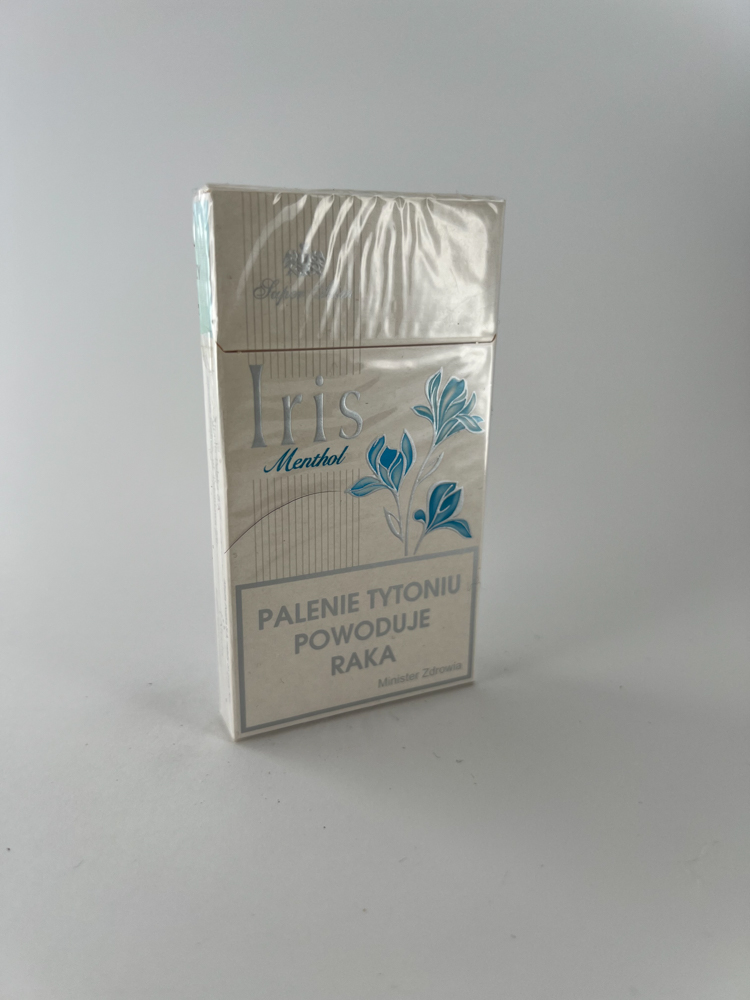 Iris
Menthol
PALENIE TYTONIU
POWODUJE
RAKA
Minister Zdrowia